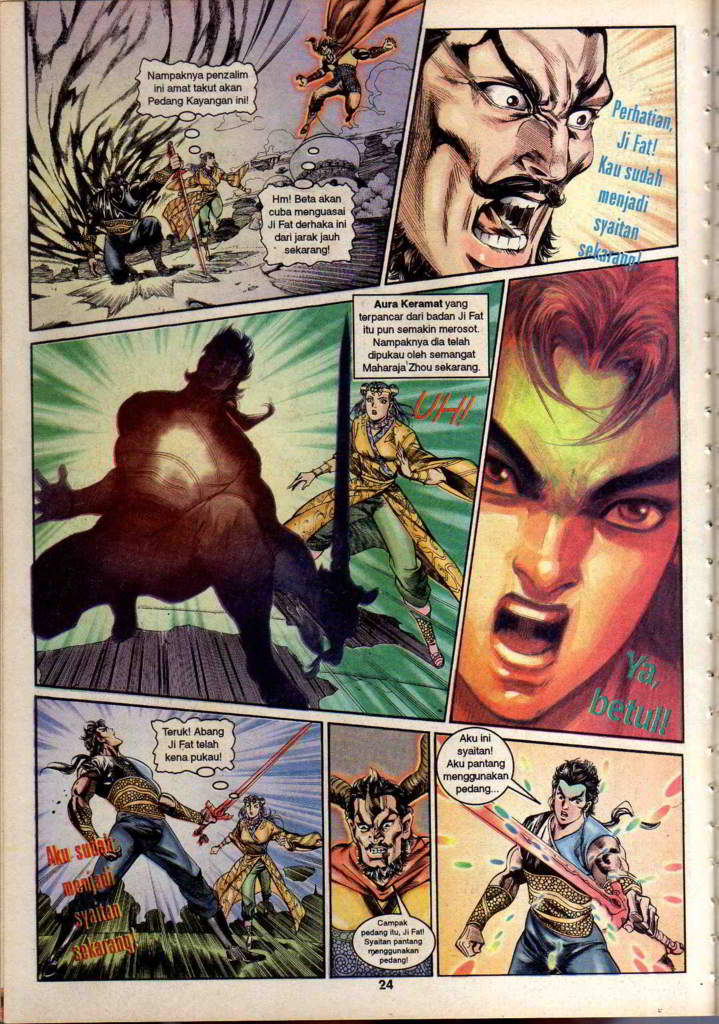 Nampaknya penzalim
ini amat takut akan
Pedang Kayangan ini!
Hm! Beta akan
cuba menguasai
Ji Fat derhaka ini
dari jarak jauh
sekarang!
Perhatian,
Ji Fat!
Kau sudah
menjadi
syaitan
sekarang!
Aura Keramat yang
terpancar dari badan Ji Fat
itu pun semakin merosot.
Nampaknya dia telah
dipukau oleh semangat
Maharaja Zhou sekarang.
UH!
Ya,
betul!
Teruk! Abang
Ji Fat telah
kena pukau!
Aku sudah
menjadi
syaitan
sekarang!
Campak
pedang itu, Ji Fat!
Syaitan pantang
menggunakan
pedang!
Aku ini
syaitan!
Aku pantang
menggunakan
pedang...
24